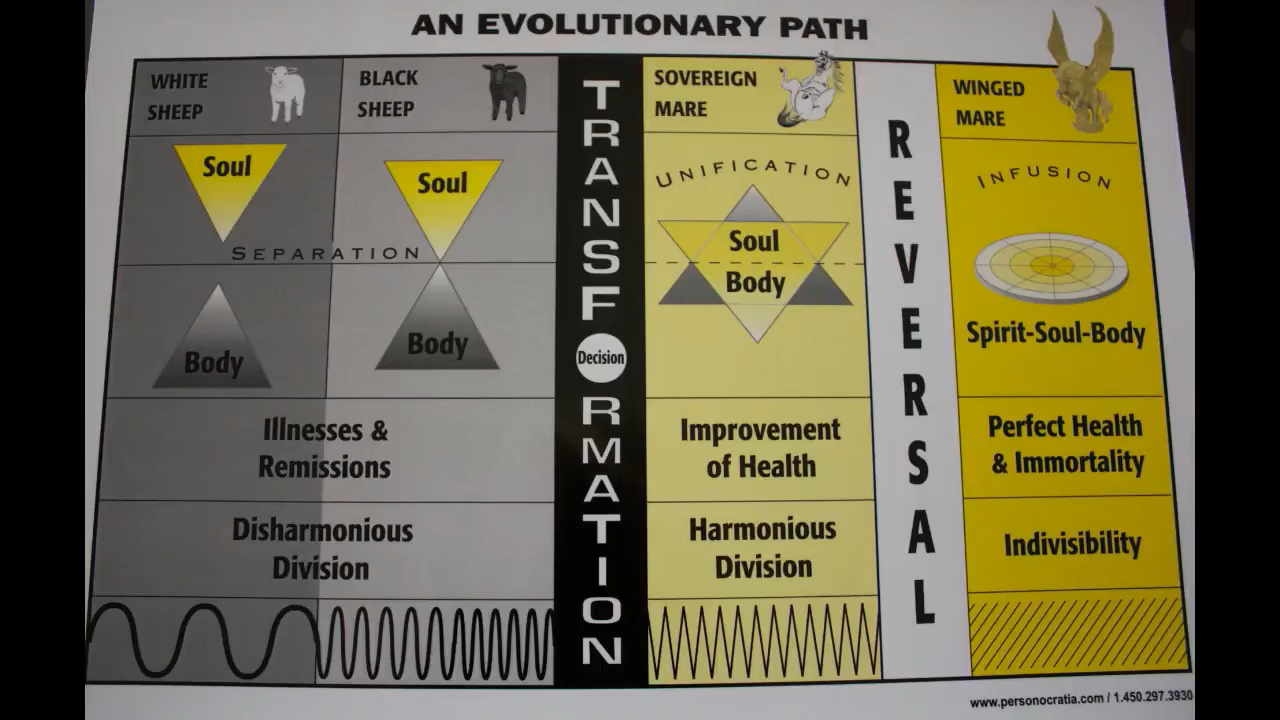 AN EVOLUTIONARY PATH
WHITE
SHEEP
BLACK
SHEEP
SOVEREIGN
MARE
WINGED
MARE
Soul
Soul
SEPARATION
Body
Body
Illnesses &
Remissions
Disharmonious
Division
TRANSF
Decision
RMATION
UNIFICATION
Soul
Body
Improvement
of Health
Harmonious
Division
REVERSAL
INFUSION
Spirit-Soul-Body
Perfect Health
& Immortality
Indivisibility
www.personocratia.com / 1.450.297.3930